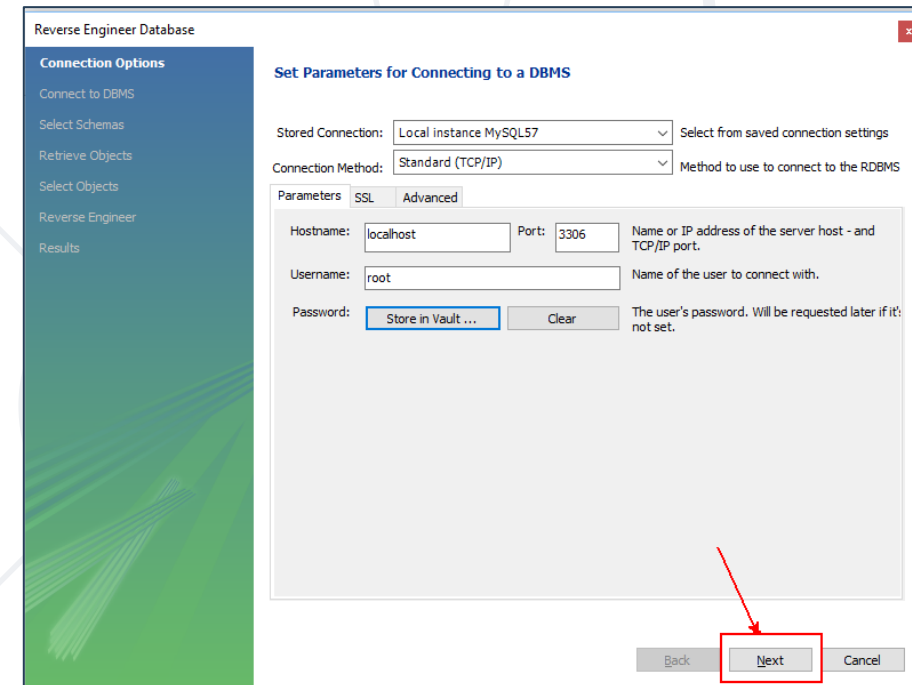 Reverse Engineer Database
x
Connection Options
Connect to DBMS
Select Schemas
Retrieve Objects
Select Objects
Reverse Engineer
Results
Set Parameters for Connecting to a DBMS
Stored Connection: Local instance MySQL57 Select from saved connection settings
Connection Method: Standard (TCP/IP) Method to use to connect to the RDBMS
Parameters SSL Advanced
Hostname: localhost Port: 3306 Name or IP address of the server host - and
TCP/IP port.
Username: root Name of the user to connect with.
Password: Store in Vault ... Clear The user's password. Will be requested later if it's
not set.
Back Next Cancel